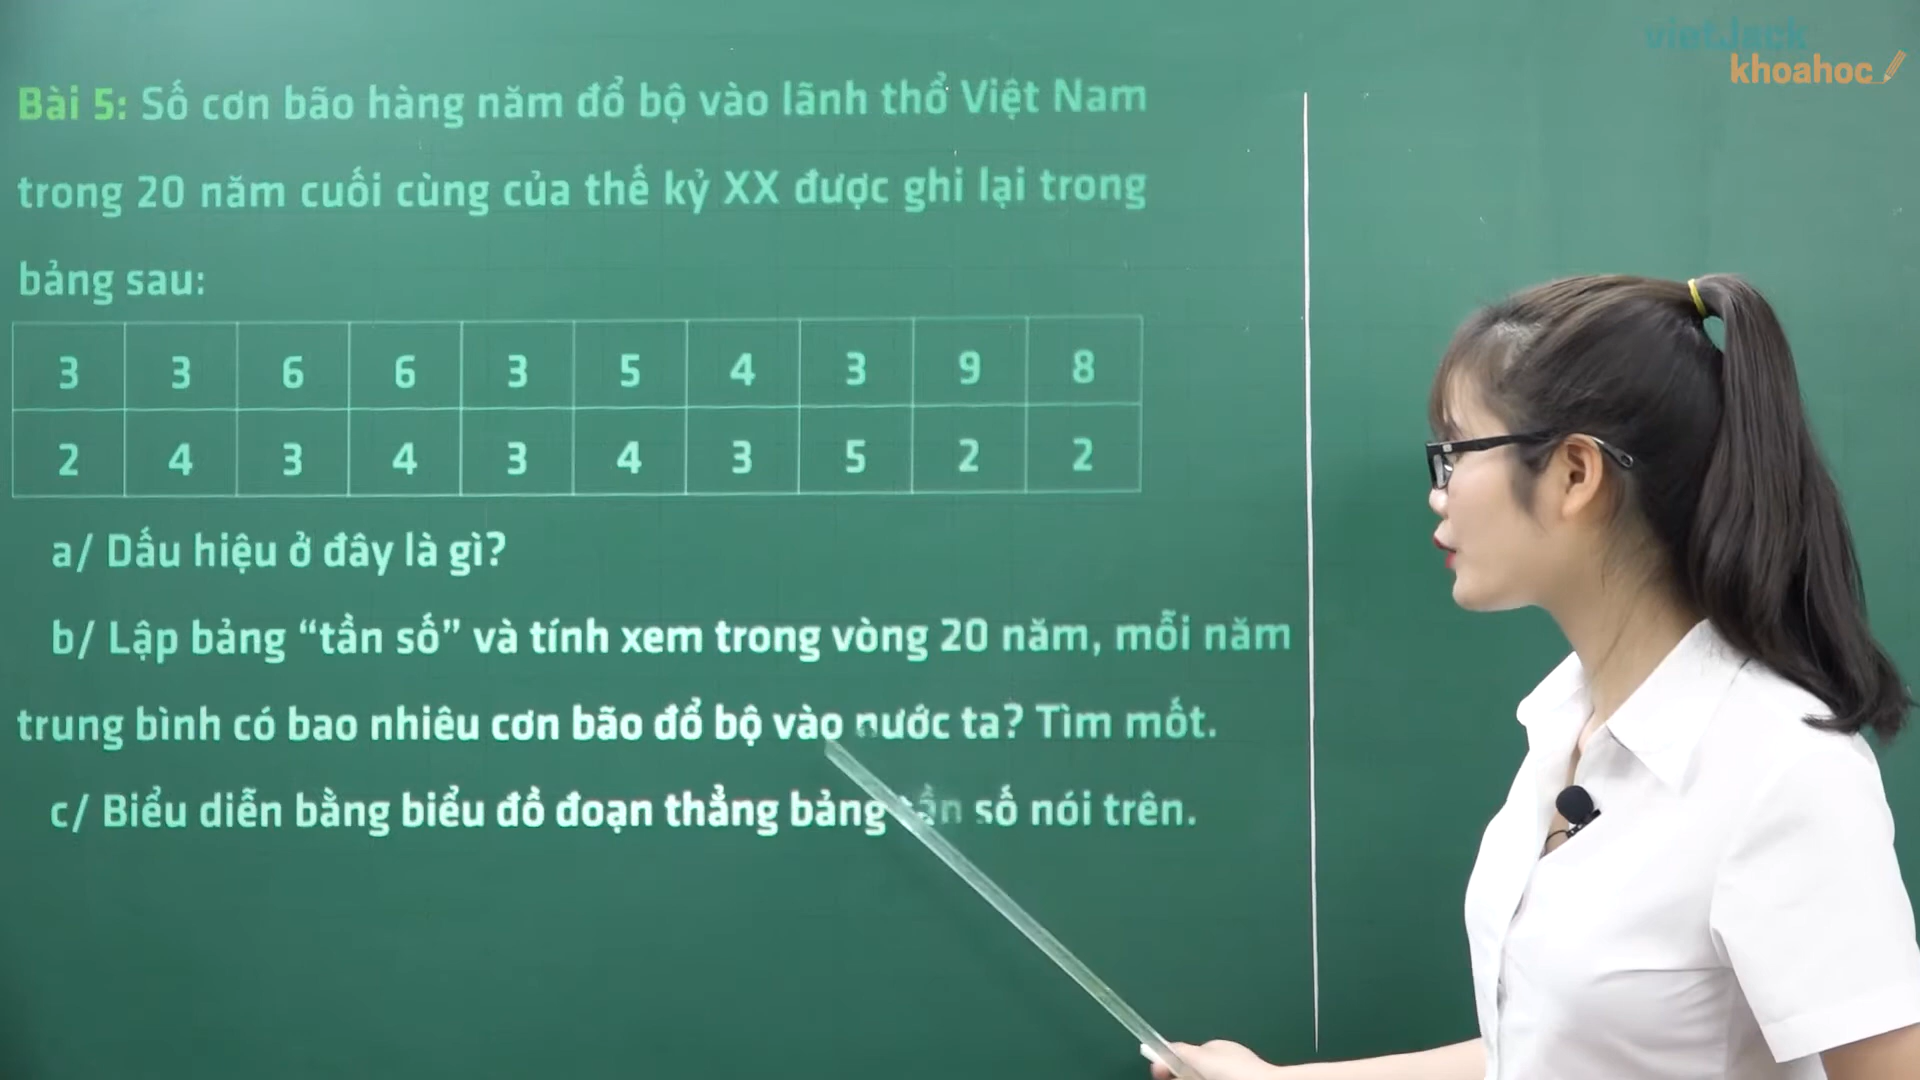 vietJack
khoahoc
Bài 5: Số cơn bão hàng năm đổ bộ vào lãnh thổ Việt Nam
trong 20 năm cuối cùng của thế kỷ XX được ghi lại trong
bảng sau:
3 3 6 6 3 5 4 3 9 8
2 4 3 4 3 4 3 5 2 2
a/ Dấu hiệu ở đây là gì?
b/ Lập bảng “tần số” và tính xem trong vòng 20 năm, mỗi năm
trung bình có bao nhiêu cơn bão đổ bộ vào nước ta? Tìm mốt.
c/ Biểu diễn bằng biểu đồ đoạn thẳng bảng tần số nói trên.